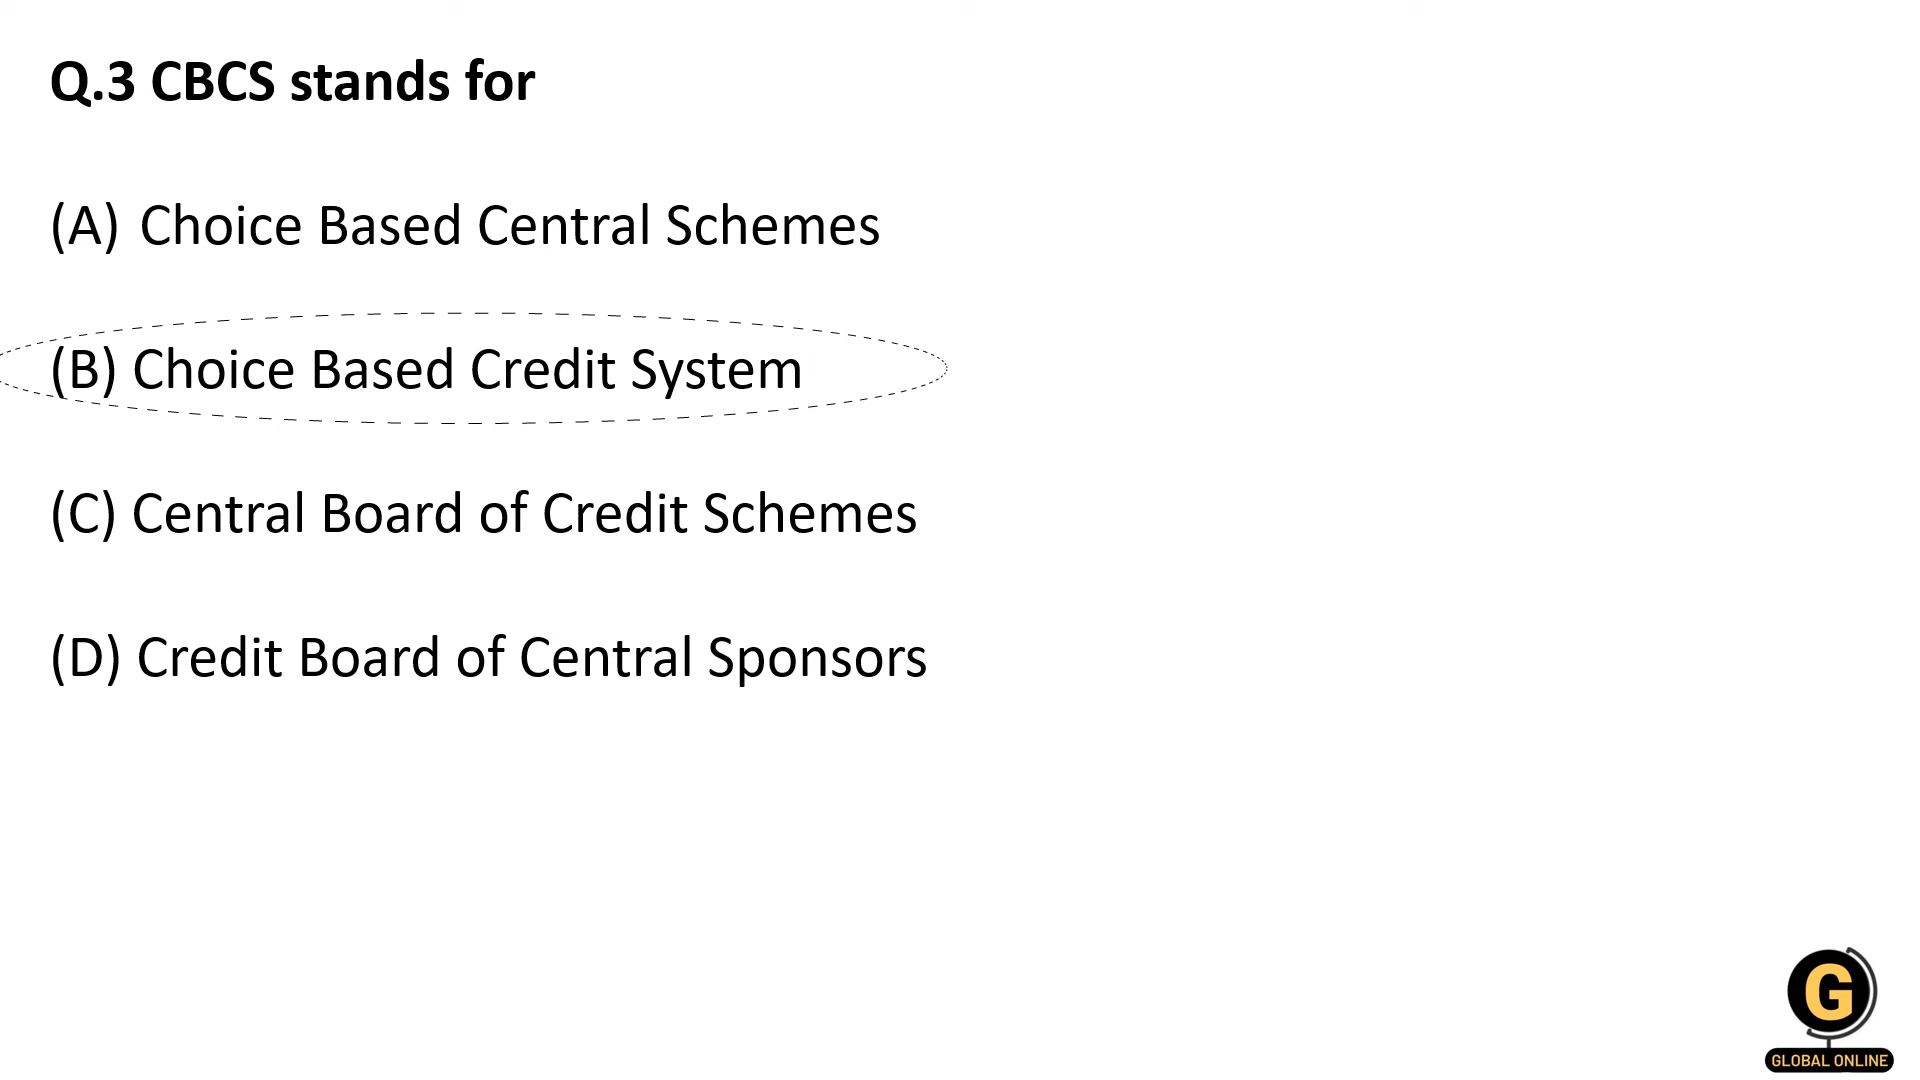 Q.3 CBCS stands for
(A) Choice Based Central Schemes
(B) Choice Based Credit System
(C) Central Board of Credit Schemes
(D) Credit Board of Central Sponsors
G
GLOBAL ONLINE